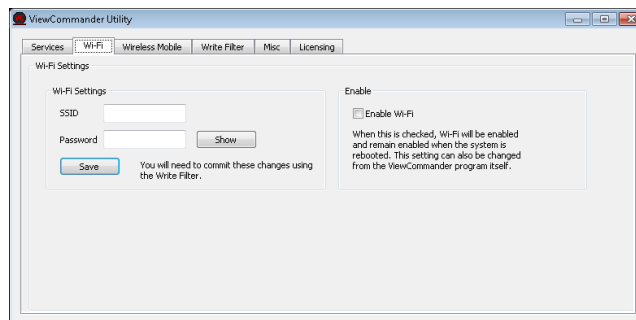 ViewCommander Utility
Services Wi-Fi Wireless Mobile Write Filter Misc Licensing
Wi-Fi Settings
Wi-Fi Settings
SSID
Password Show
Save You will need to commit these changes using
the Write Filter.
Enable
Enable Wi-Fi
When this is checked, Wi-Fi will be enabled
and remain enabled when the system is
rebooted. This setting can also be changed
from the ViewCommander program itself.